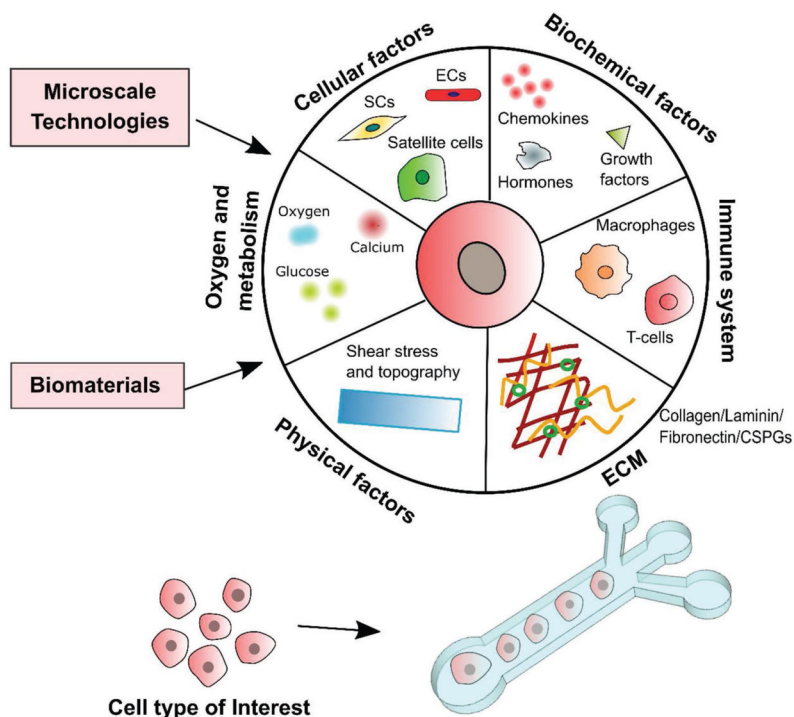 Microscale
Technologies
Biomaterials
Cellular factors
SCs
ECs
Satellite cells
Biochemical factors
Chemokines
Hormones
Growth
factors
Immune system
Macrophages
T-cells
ECM
Collagen/Laminin/
Fibronectin/CSPGs
Physical factors
Shear stress
and topography
Oxygen and
metabolism
Oxygen
Calcium
Glucose
Cell type of Interest